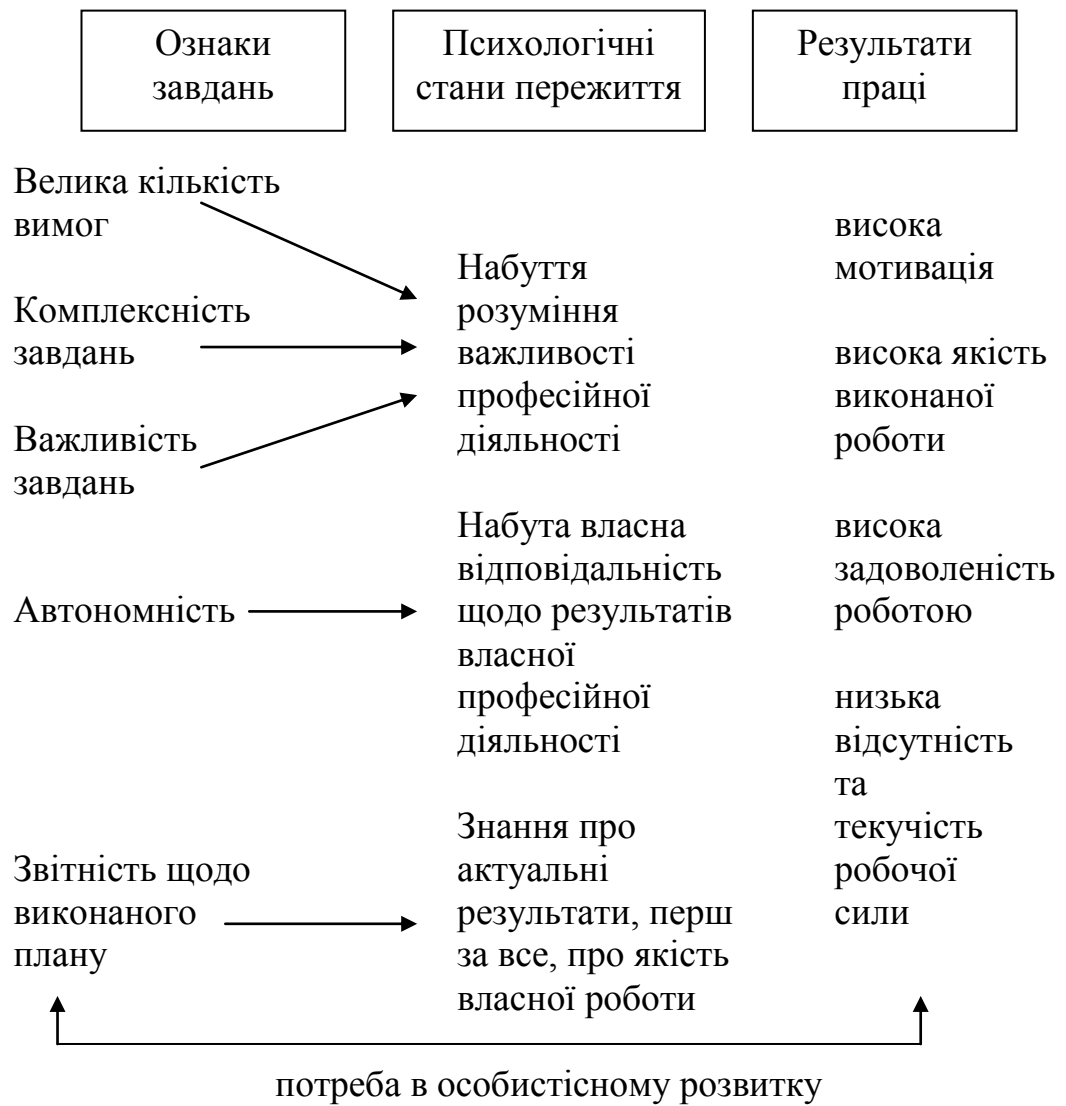 Ознаки
завдань
Психологічні
стани пережиття
Результати
праці
Велика кількість
вимог
Комплексність
завдань
Важливість
завдань
Автономність
Звітність щодо
виконаного
плану
Набуття
розуміння
важливості
професійної
діяльності
Набута власна
відповідальність
щодо результатів
власної
професійної
діяльності
Знання про
актуальні
результати, перш
за все, про якість
власної роботи
висока
мотивація
висока якість
виконаної
роботи
висока
задоволеність
роботою
низька
відсутність
та
текучість
робочої
сили
потреба в особистісному розвитку